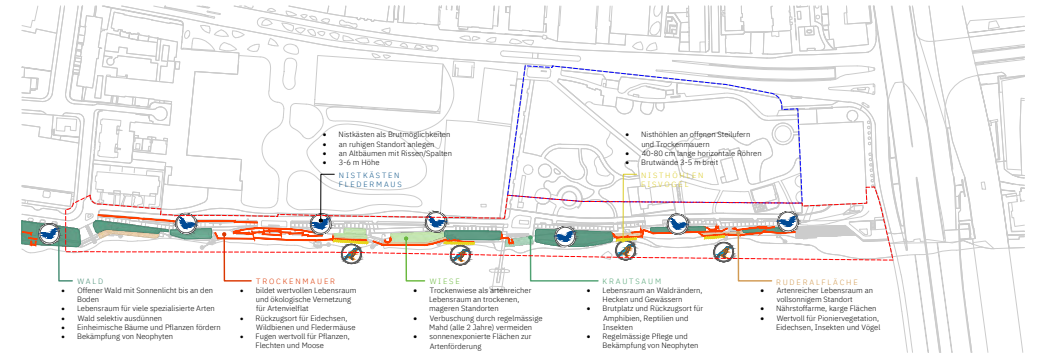 Nistkästen als Brutmöglichkeiten
an ruhigen Standort anlegen
an Altbäumen mit Rissen/Spalten
3-6 m Höhe
NISTKÄSTEN
FLEDERMAUS
Nisthöhlen an offenen Steilufern
und Trockenmauern
40-80 cm lange horizontale Röhren
Brutwände 3-5 m breit
NISTHÖHLEN
EISVOGEL
WALD
Offener Wald mit Sonnenlicht bis an den
Boden
Lebensraum für viele spezialisierte Arten
Wald selektiv ausdünnen
Einheimische Bäume und Pflanzen fördern
Bekämpfung von Neophyten
TROCKENMAUER
bildet wertvollen Lebensraum
und ökologische Vernetzung
für Artenvielfalt
Rückzugsort für Eidechsen,
Wildbienen und Fledermäuse
Fugen wertvoll für Pflanzen,
Flechten und Moose
WIESE
Trockenwiese als artenreicher
Lebensraum an trockenen,
mageren Standorten
Verbuschung durch regelmässige
Mahd (alle 2 Jahre) vermeiden
sonnenexponierte Flächen zur
Artenförderung
KRAUTSAUM
Lebensraum an Waldrändern,
Hecken und Gewässern
Brutplatz und Rückzugsort für
Amphibien, Reptilien und
Insekten
Regelmässige Pflege und
Bekämpfung von Neophyten
RUDERALFLÄCHE
Artenreicher Lebensraum an
vollsonnigem Standort
Nährstoffarme, karge Flächen
Wertvoll für Pioniervegetation,
Eidechsen, Insekten und Vögel